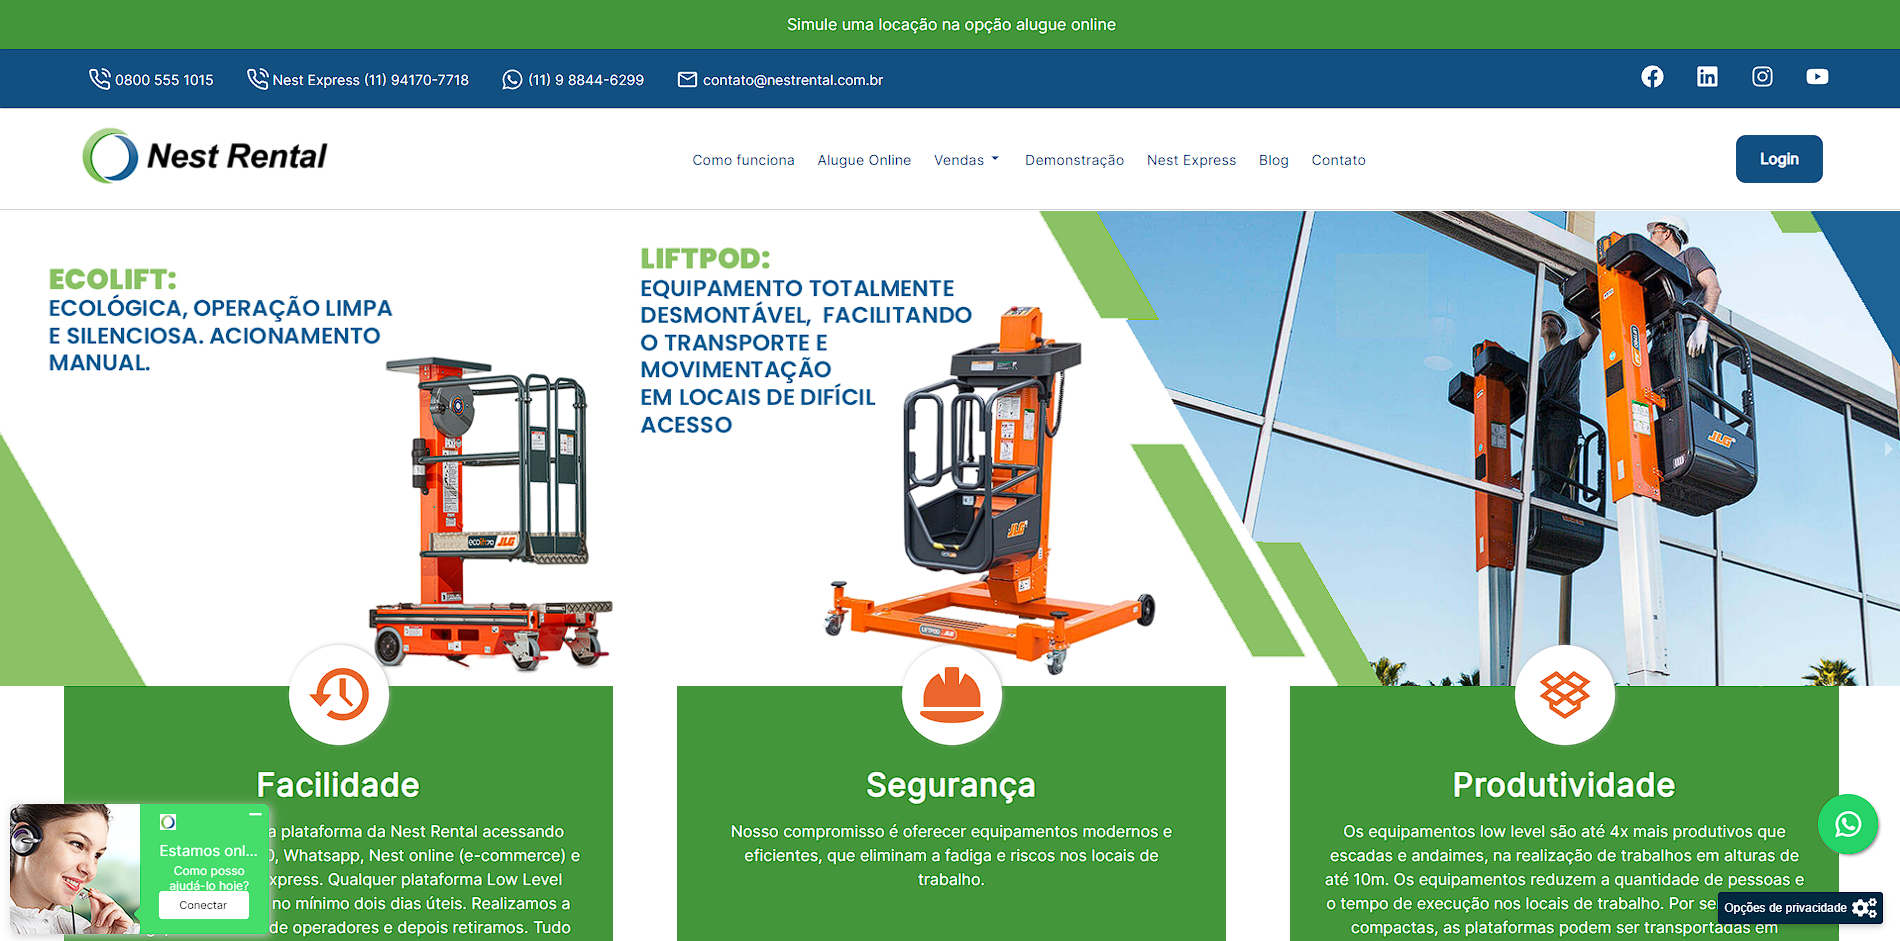 Simule uma locação na opção alugue online
0800 555 1015
Nest Express (11) 94170-7718
(11) 9 8844-6299
contato@nestrental.com.br
Nest Rental
Como funciona
Alugue Online
Vendas
Demonstração
Nest Express
Blog
Contato
Login
ECOLIFT:
ECOLÓGICA, OPERAÇÃO LIMPA
E SILENCIOSA. ACIONAMENTO
MANUAL.
LIFTPOD:
EQUIPAMENTO TOTALMENTE
DESMONTÁVEL, FACILITANDO
O TRANSPORTE E
MOVIMENTAÇÃO
EM LOCAIS DE DIFÍCIL
ACESSO
ecolift70 JLG
JLG
LIFTPOD JLG
JLG
Facilidade
a plataforma da Nest Rental acessando
0, Whatsapp, Nest online (e-commerce) e
xpress. Qualquer plataforma Low Level
no mínimo dois dias úteis. Realizamos a
de operadores e depois retiramos. Tudo
Segurança
Nosso compromisso é oferecer equipamentos modernos e
eficientes, que eliminam a fadiga e riscos nos locais de
trabalho.
Produtividade
Os equipamentos low level são até 4x mais produtivos que
escadas e andaimes, na realização de trabalhos em alturas de
até 10m. Os equipamentos reduzem a quantidade de pessoas e
o tempo de execução nos locais de trabalho. Por se
compactas, as plataformas podem ser transportadas em
Estamos onl...
Como posso
ajudá-lo hoje?
Conectar
Opções de privacidade